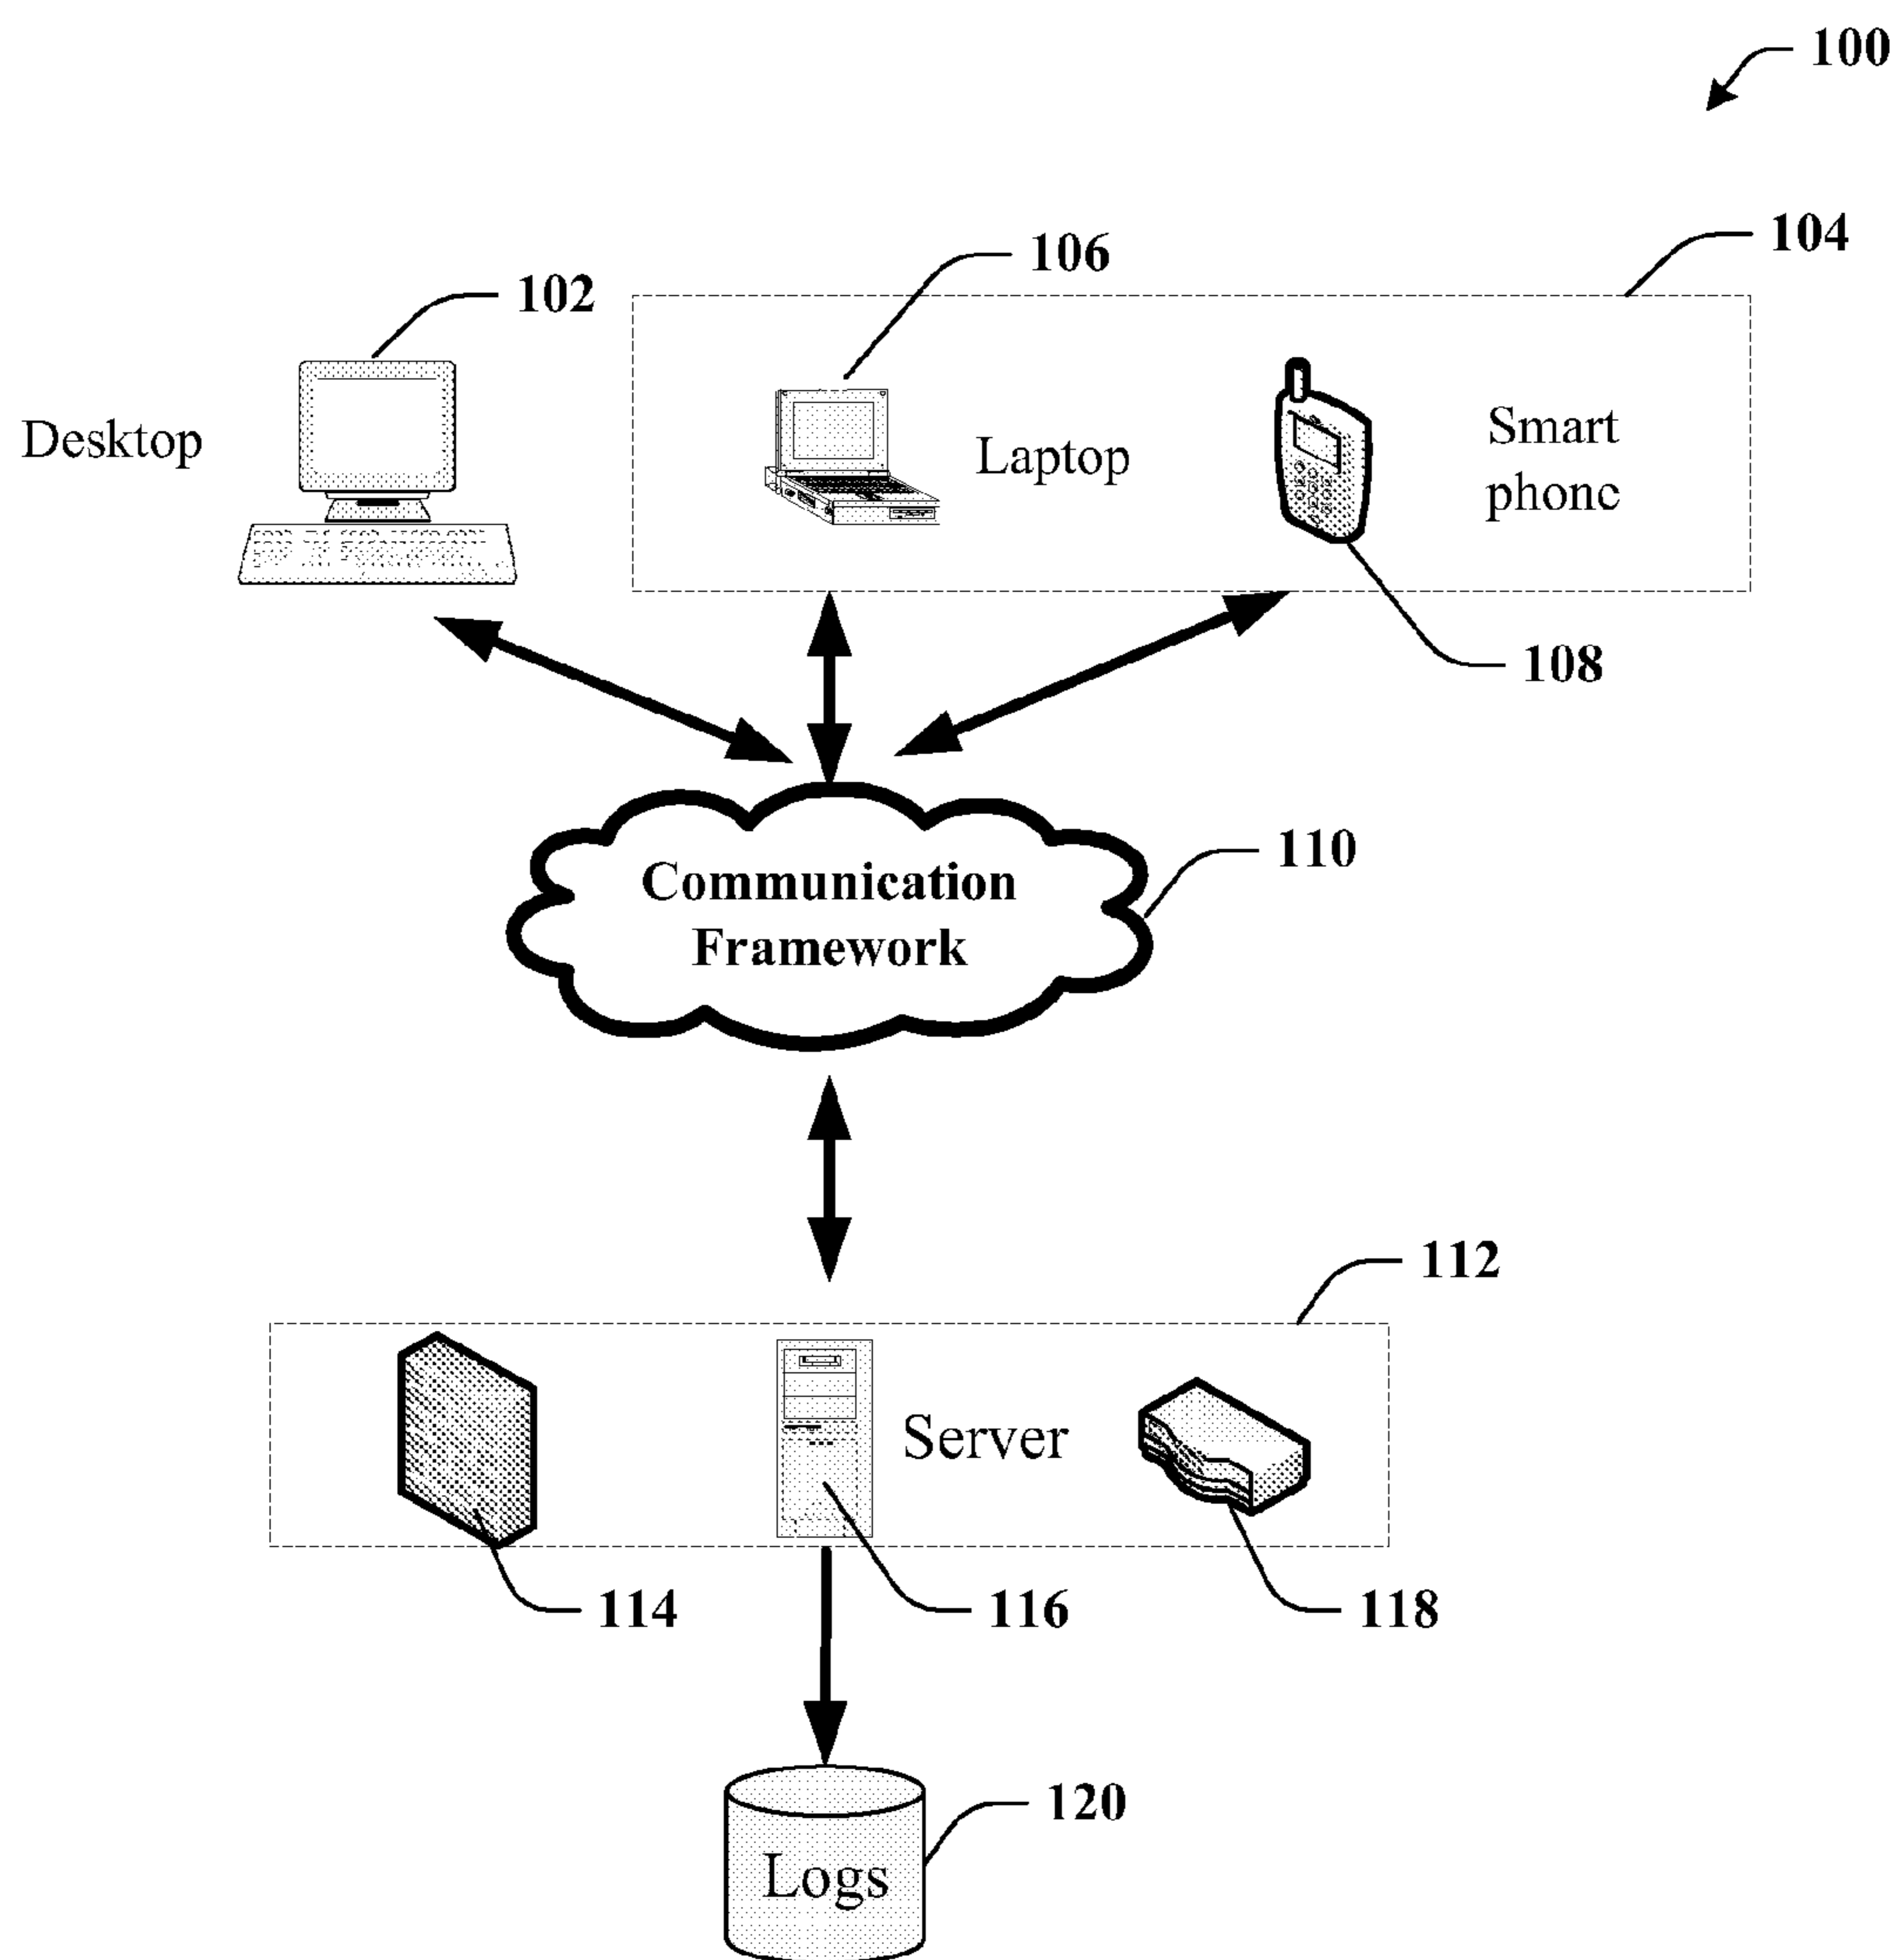 100
104
106
102
Desktop
Laptop
Smart
phone
108
110
Communication
Framework
112
Server
114
116
118
120
Logs